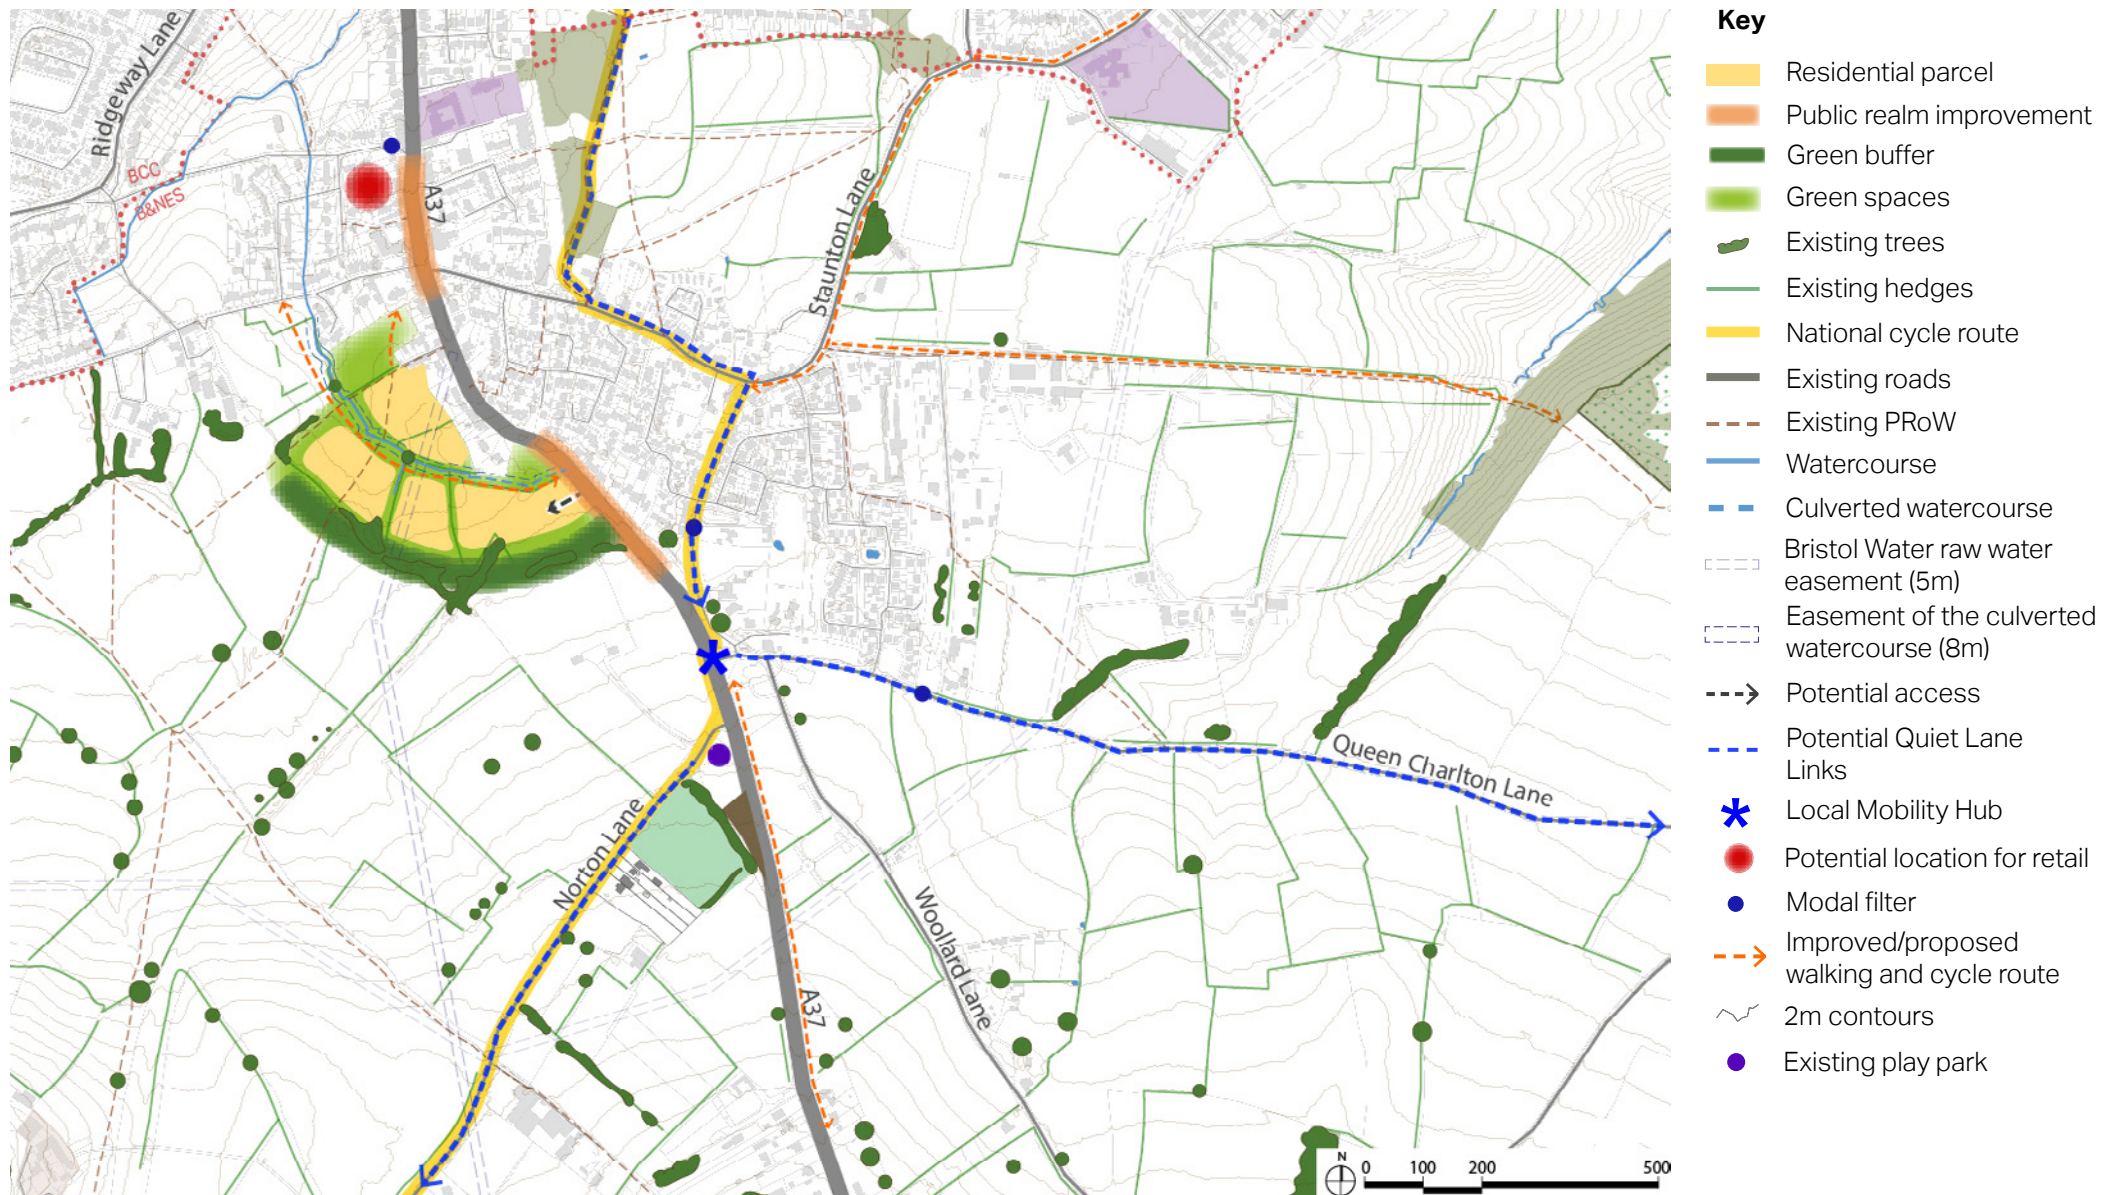 Ridgeway Lane
BCC
B&NES
A37
Staunton Lane
Queen Charlton Lane
Norton Lane
Woollard Lane
A37
N
0 100 200 500
Key
Residential parcel
Public realm improvement
Green buffer
Green spaces
Existing trees
Existing hedges
National cycle route
Existing roads
Existing PRoW
Watercourse
Culverted watercourse
Bristol Water raw water
easement (5m)
Easement of the culverted
watercourse (8m)
Potential access
Potential Quiet Lane
Links
Local Mobility Hub
Potential location for retail
Modal filter
Improved/proposed
walking and cycle route
2m contours
Existing play park